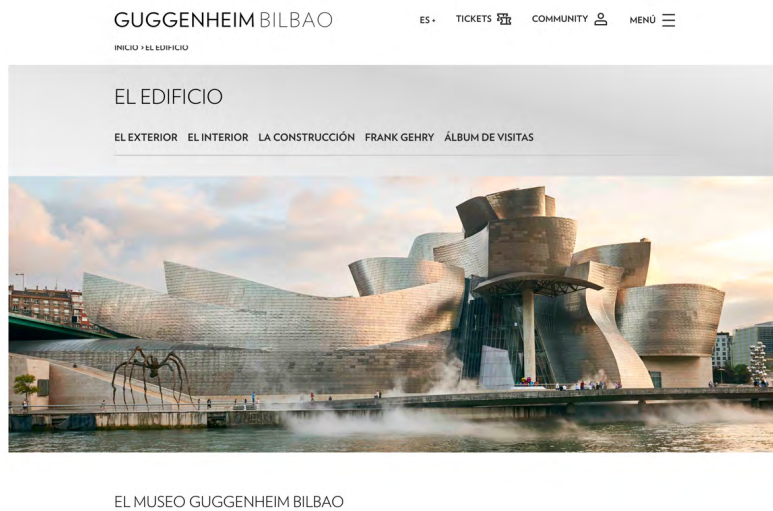 GUGGENHEIM BILBAO
ES + TICKETS COMMUNITY MENÚ
INICIO > EL EDIFICIO
EL EDIFICIO
EL EXTERIOR EL INTERIOR LA CONSTRUCCIÓN FRANK GEHRY ÁLBUM DE VISITAS
EL MUSEO GUGGENHEIM BILBAO